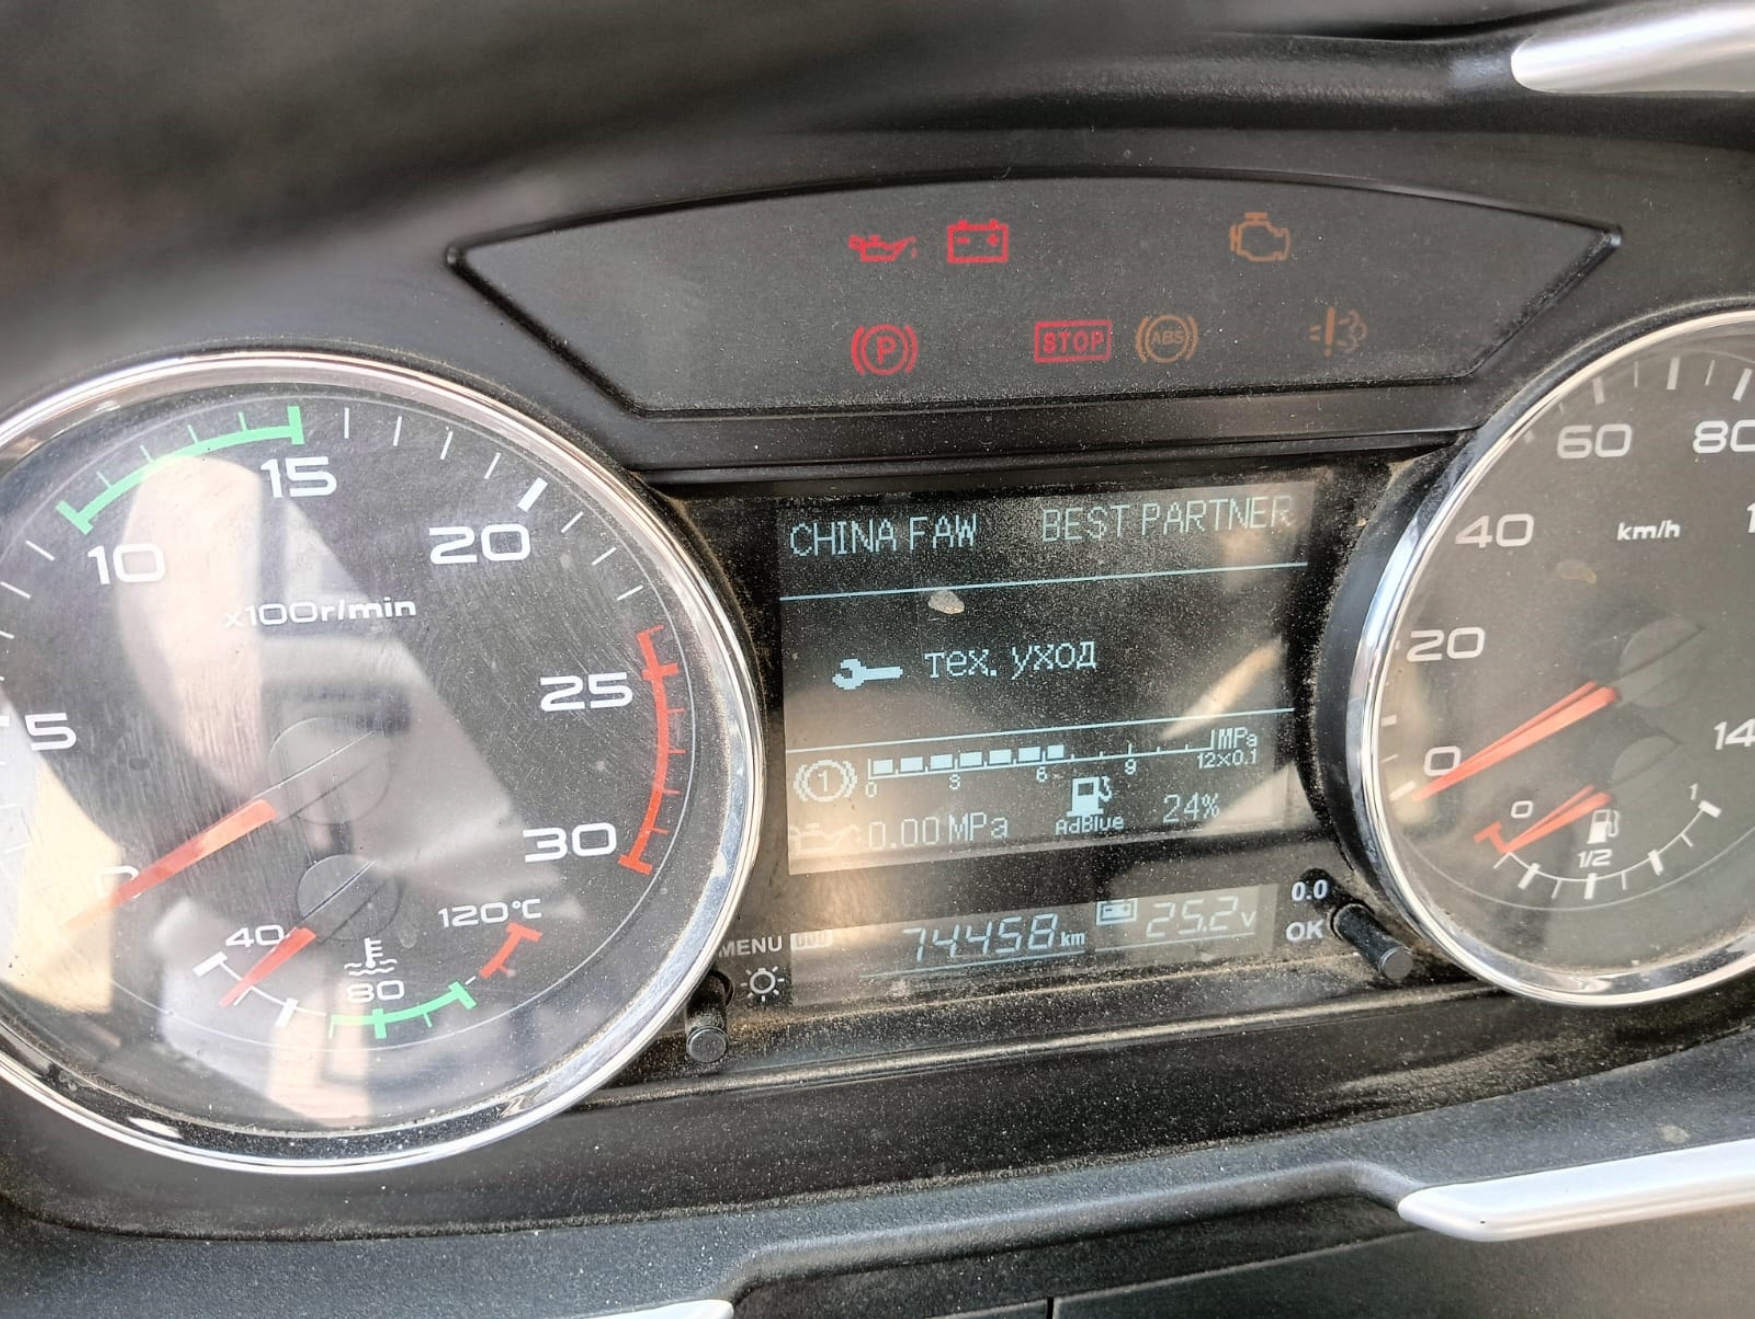 P STOP ABS
10 15 20
x100r/min
5 25
0 30
40 80 120°C
CHINA FAW BEST PARTNER
тех. уход
1 0 3 6 9 12x0.1 MPa
0.00 MPa AdBlue 24%
MENU 74458 km 25.2 v 0.0
OK
60 80
40 km/h
20
0
0 1/2 1